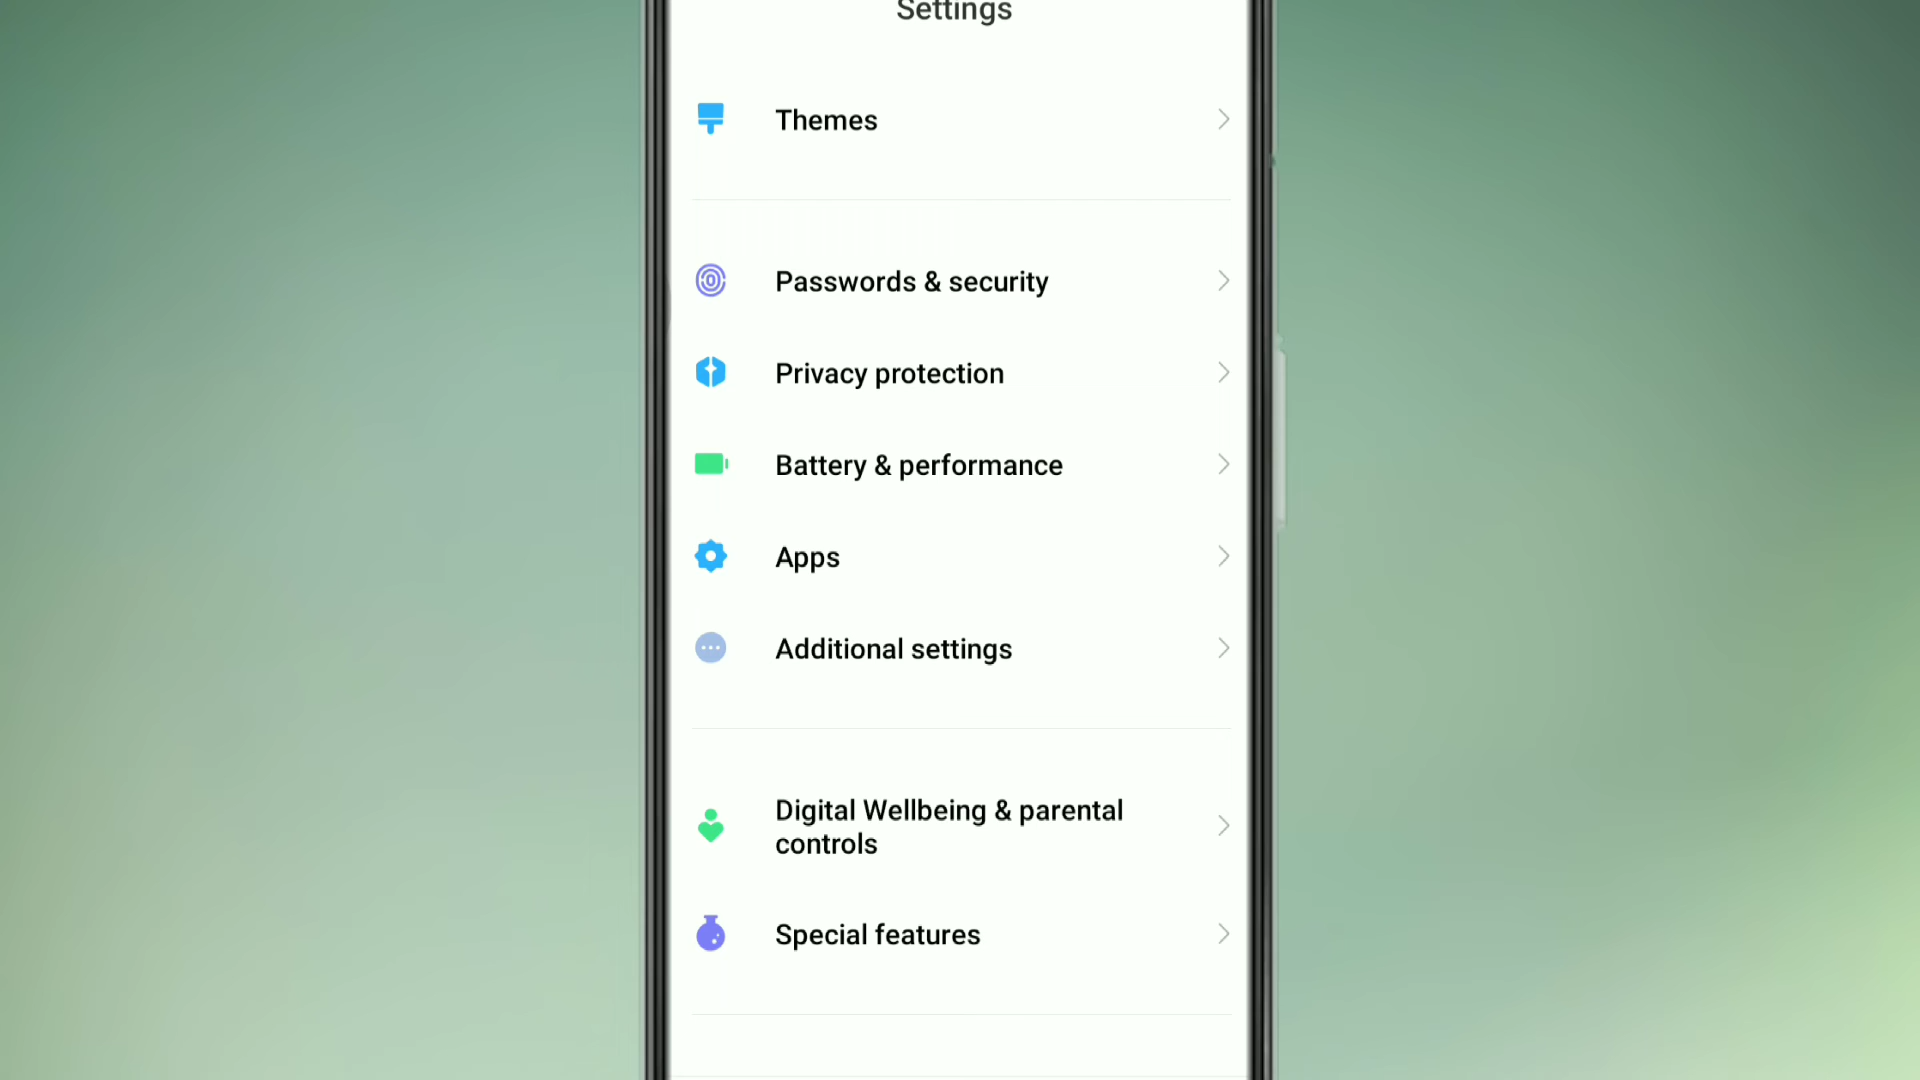 Settings
Themes
Passwords & security
Privacy protection
Battery & performance
Apps
Additional settings
Digital Wellbeing & parental
controls
Special features